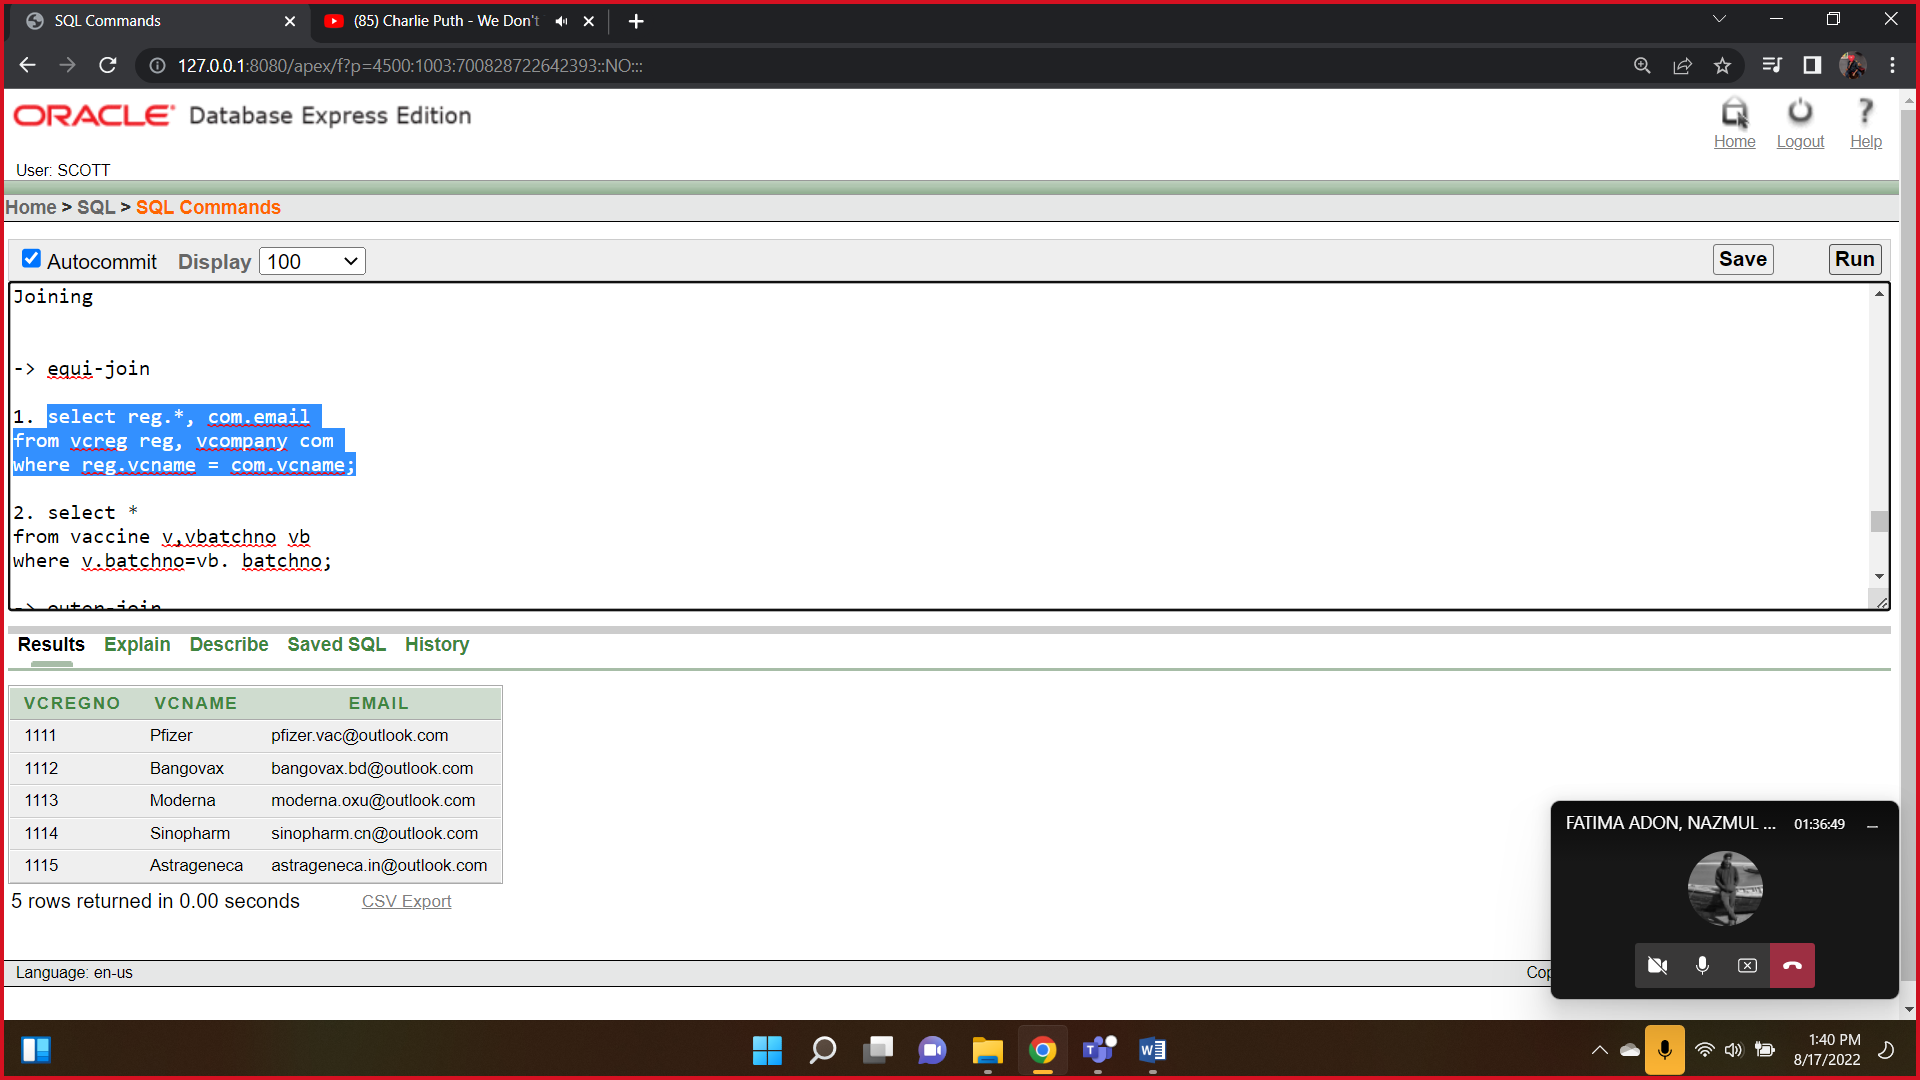 SQL Commands
(85) Charlie Puth - We Don't
127.0.0.1:8080/apex/f?p=4500:1003:700828722642393::NO:::
ORACLE Database Express Edition
Home Logout Help
User: SCOTT
Home > SQL > SQL Commands
Autocommit Display 100 Save Run
Joining
-> equi-join
1. select reg.*, com.email
from vcreg reg, vcompany com
where reg.vcname = com.vcname;
2. select *
from vaccine v,vbatchno vb
where v.batchno=vb. batchno;
-> outer-join
Results Explain Describe Saved SQL History
VCREGNO VCNAME EMAIL
1111 Pfizer pfizer.vac@outlook.com
1112 Bangovax bangovax.bd@outlook.com
1113 Moderna moderna.oxu@outlook.com
1114 Sinopharm sinopharm.cn@outlook.com
1115 Astrageneca astrageneca.in@outlook.com
5 rows returned in 0.00 seconds CSV Export
Language: en-us
Cop
FATIMA ADON, NAZMUL ... 01:36:49
1:40 PM
8/17/2022